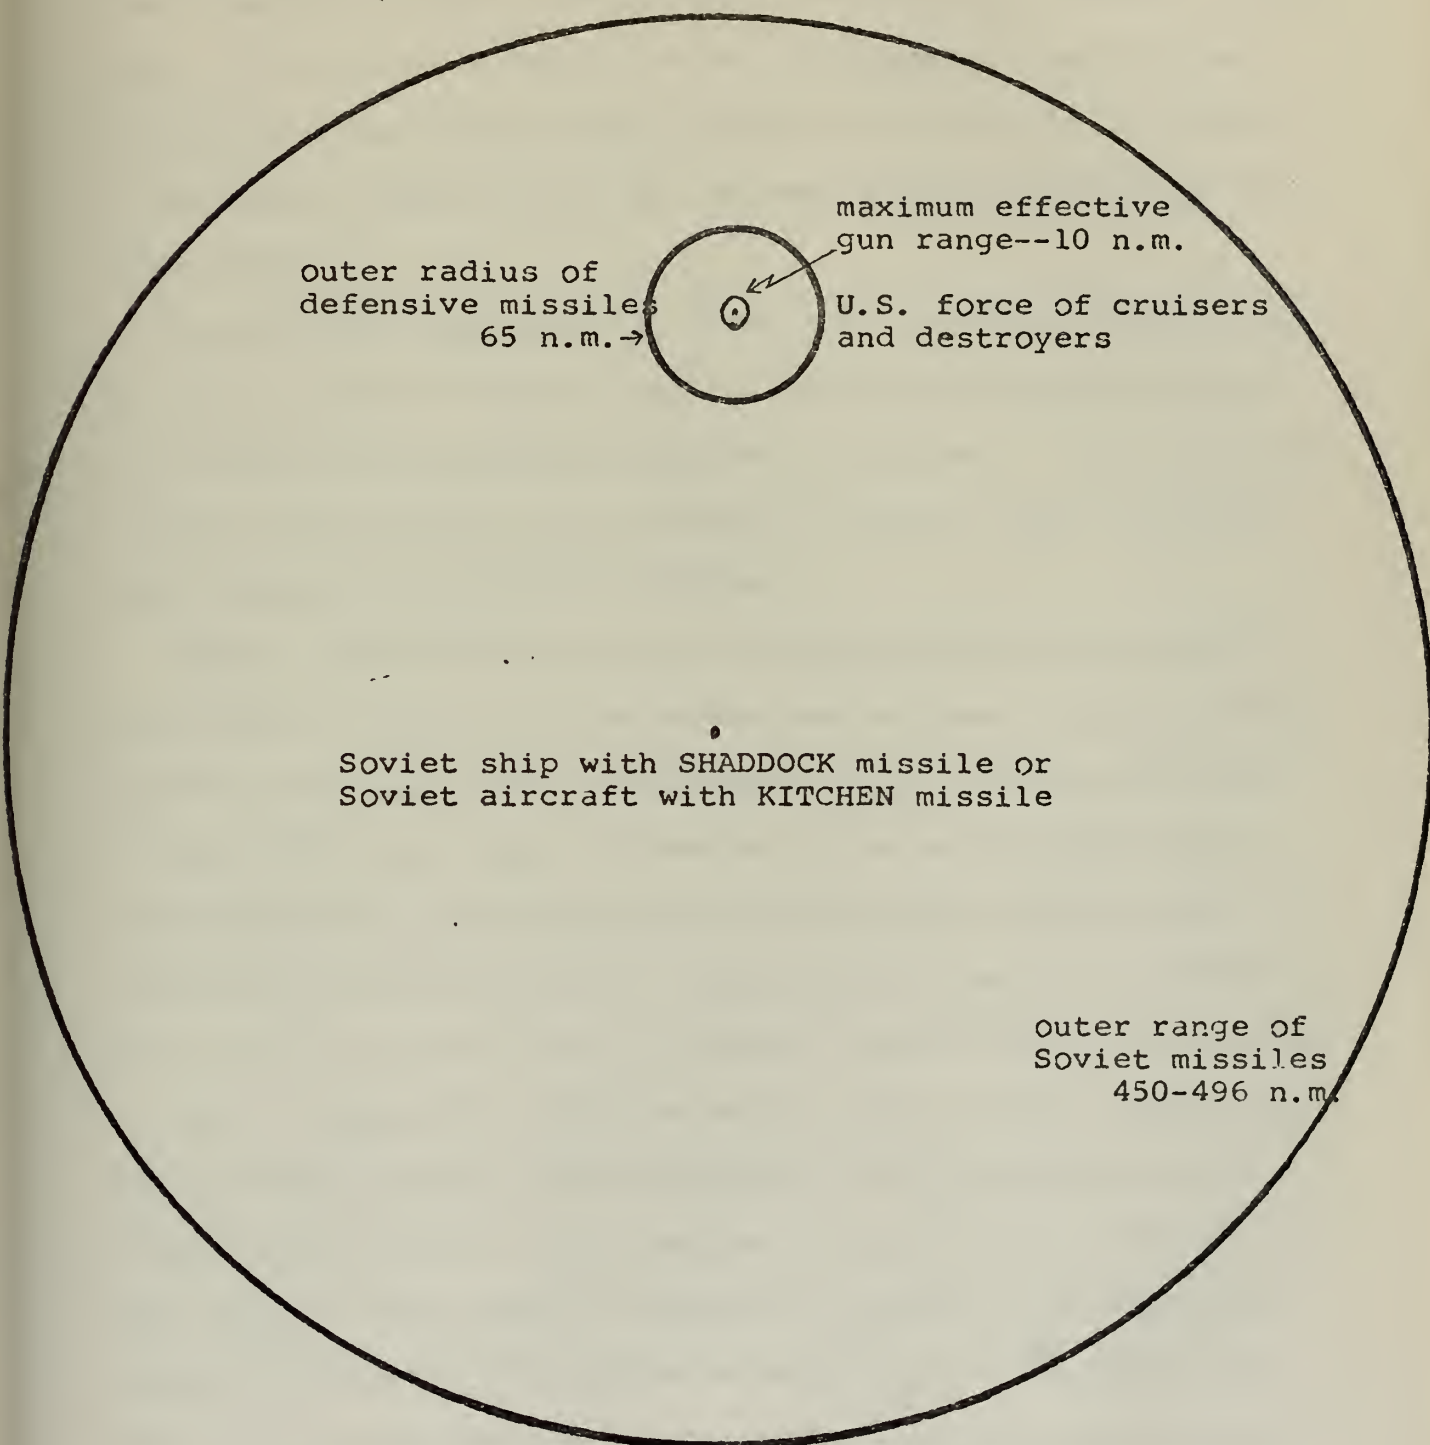 maximum effective
gun range--10 n.m.
outer radius of
defensive missiles
65 n.m.→
U.S. force of cruisers
and destroyers
Soviet ship with SHADDOCK missile or
Soviet aircraft with KITCHEN missile
outer range of
Soviet missiles
450-496 n.m.